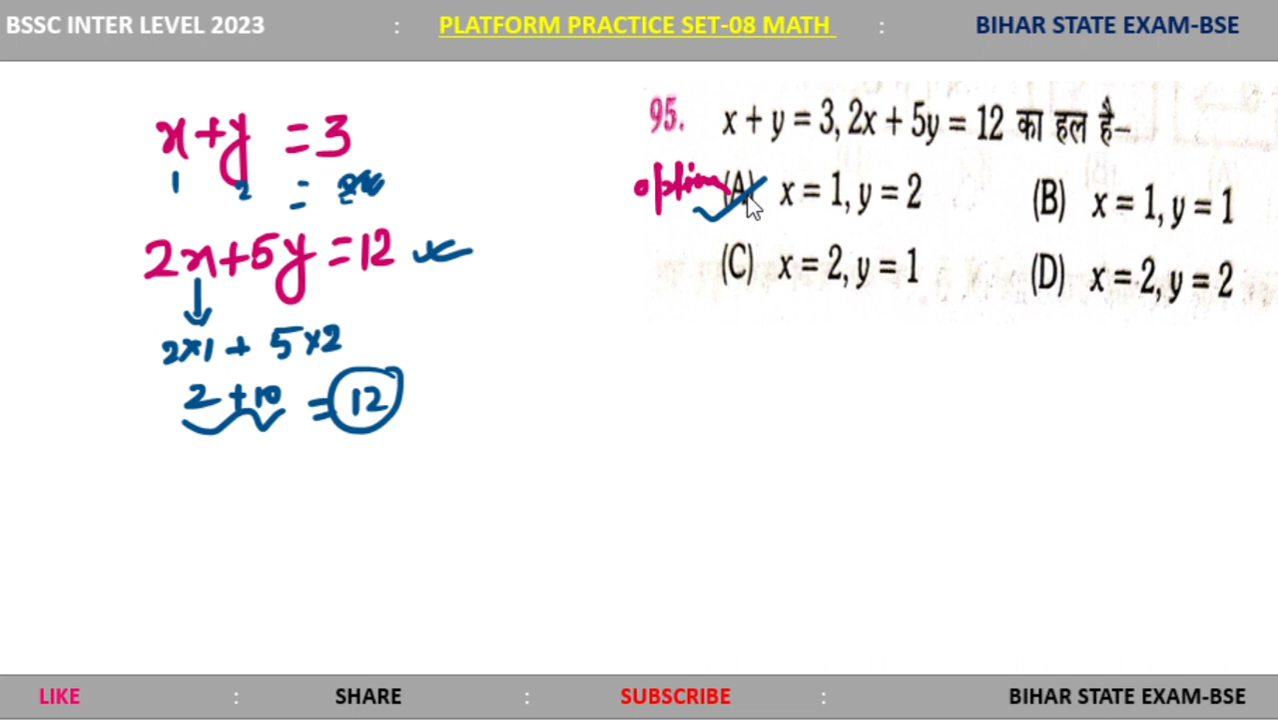 BSSC INTER LEVEL 2023 : PLATFORM PRACTICE SET-08 MATH : BIHAR STATE EXAM-BSE
x+y = 3
1 2 =
2x+5y = 12
2×1 + 5×2
2 + 10 = 12
95. x + y = 3, 2x + 5y = 12 का हल है–
option (A) x = 1, y = 2 (B) x = 1, y = 1
(C) x = 2, y = 1 (D) x = 2, y = 2
LIKE : SHARE : SUBSCRIBE : BIHAR STATE EXAM-BSE